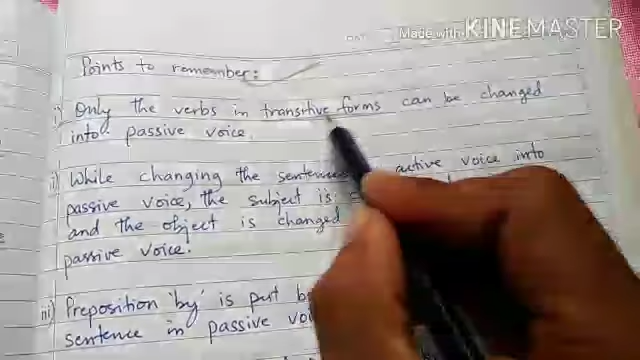 DATE
Made with KINEMASTER
Points to remember:
i) Only the verbs in transitive forms can be changed
into passive voice.
ii) While changing the sentences active voice into
passive voice, the subject is
and the object is changed
passive voice.
iii) Preposition 'by' is put
sentence in passive